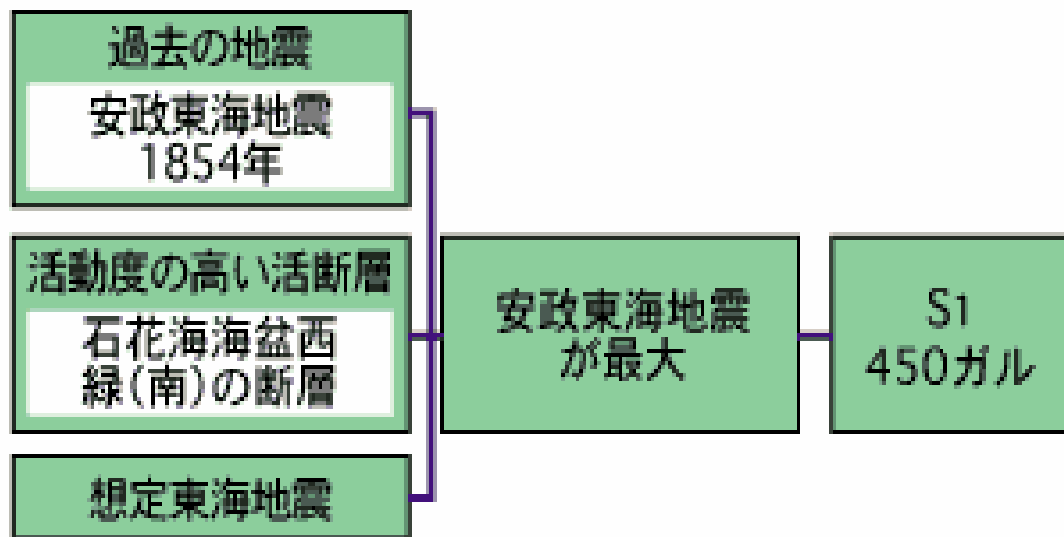 過去の地震
安政東海地震
1854年
活動度の高い活断層
石花海海盆西
緑(南)の断層
想定東海地震
安政東海地震
が最大
S1
450ガル